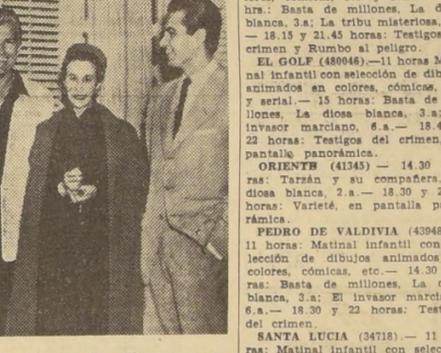 hrs.: Basta de millones, La d
blanca, 3.a; La tribu misteriosa,
— 18.15 y 21.45 horas: Testigos
crimen y Rumbo al peligro.
EL GOLF (480046).—11 horas M
nal infantil con selección de dib
animados en colores, cómicas,
y serial.— 15 horas: Basta de
llones, La diosa blanca, 3.a;
invasor marciano, 6.a.— 18.4
22 horas: Testigos del crimen,
pantalla panorámica.
ORIENTE (41345) — 14.30
ras: Tarzán y su compañera,
diosa blanca, 2.a.— 18.30 y 2
horas: Varieté, en pantalla pa
rámica.
PEDRO DE VALDIVIA (43948
11 horas: Matinal infantil con
lección de dibujos animados
colores, cómicas, etc.— 14.30
ras: Basta de millones, La d
blanca, 3.a; El invasor marcia
6.a.— 18.30 y 22 horas: Test
del crimen.
SANTA LUCIA (34718).— 11
ras: Matinal infantil con selec